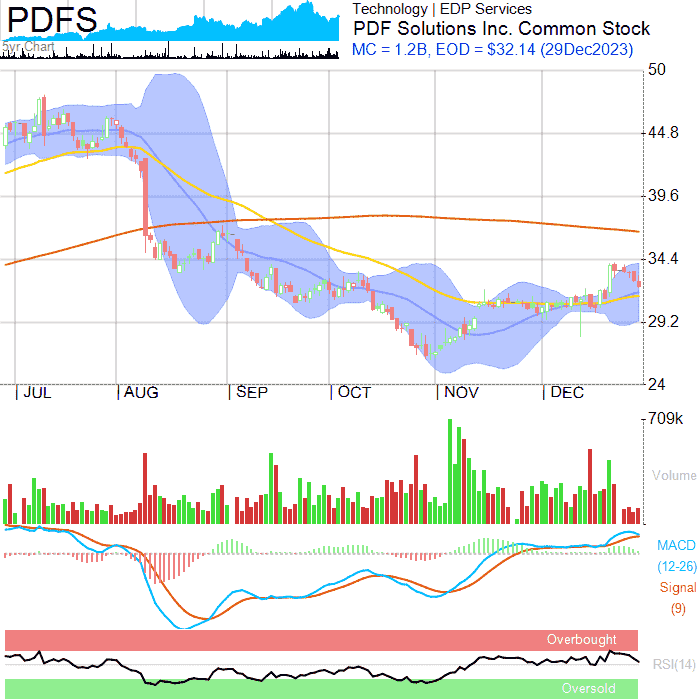 PDFS
Technology | EDP Services
PDF Solutions Inc. Common Stock
MC = 1.2B, EOD = $32.14 (29Dec2023)
5yr Chart
50
44.8
39.6
34.4
29.2
24
JUL
AUG
SEP
OCT
NOV
DEC
709k
Volume
MACD
(12-26)
Signal
(9)
Overbought
RSI(14)
Oversold